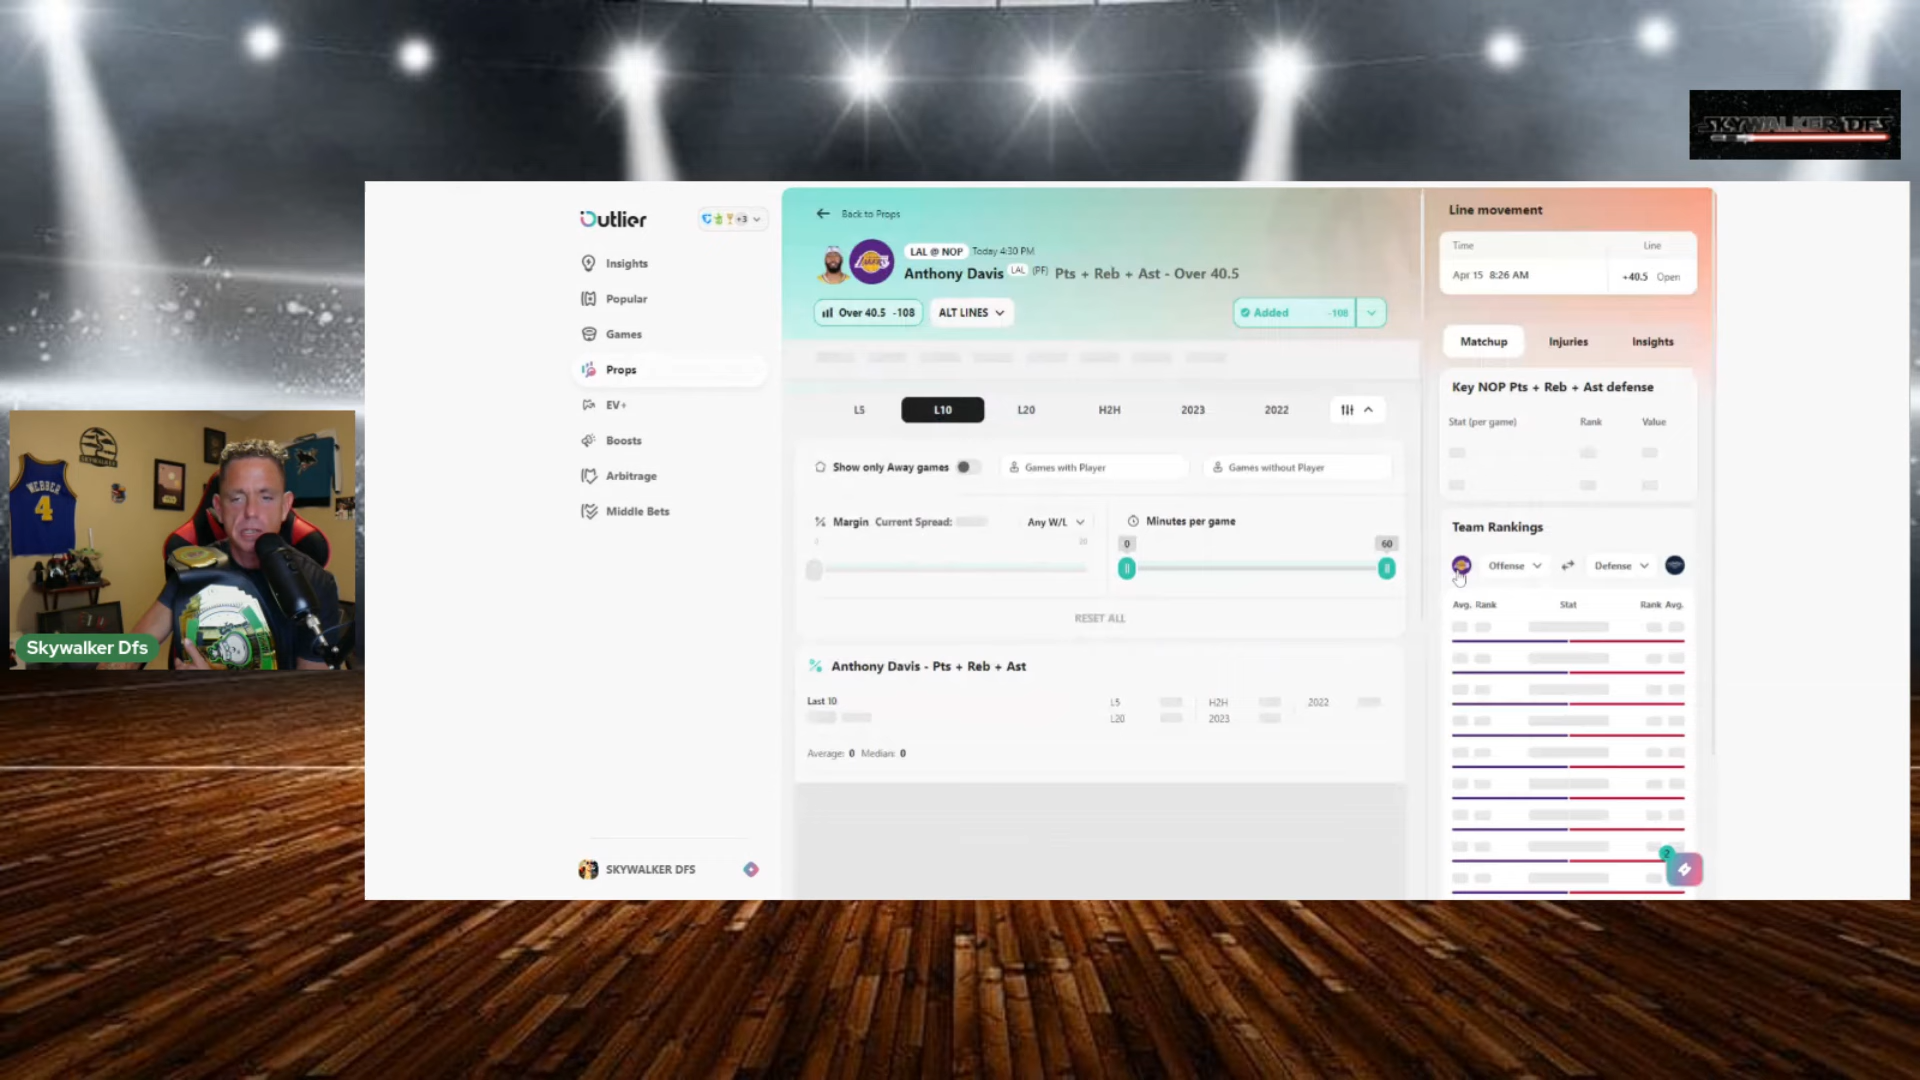 SKYWALKER DFS
Outlier
+3
Insights
Popular
Games
Props
EV+
Boosts
Arbitrage
Middle Bets
SKYWALKER DFS
WEBBER
4
Skywalker Dfs
Back to Props
LAL @ NOP Today 4:30 PM
Anthony Davis LAL (PF) Pts + Reb + Ast - Over 40.5
Over 40.5 -108 ALT LINES
Added -108
L5 L10 L20 H2H 2023 2022
Show only Away games Games with Player Games without Player
Margin Current Spread: Any W/L Minutes per game
0 20 0 60
RESET ALL
Anthony Davis - Pts + Reb + Ast
Last 10 L5 H2H 2022
L20 2023
Average: 0 Median: 0
Line movement
Time Line
Apr 15 8:26 AM +40.5 Open
Matchup Injuries Insights
Key NOP Pts + Reb + Ast defense
Stat (per game) Rank Value
Team Rankings
Offense Defense
Avg. Rank Stat Rank Avg.
2